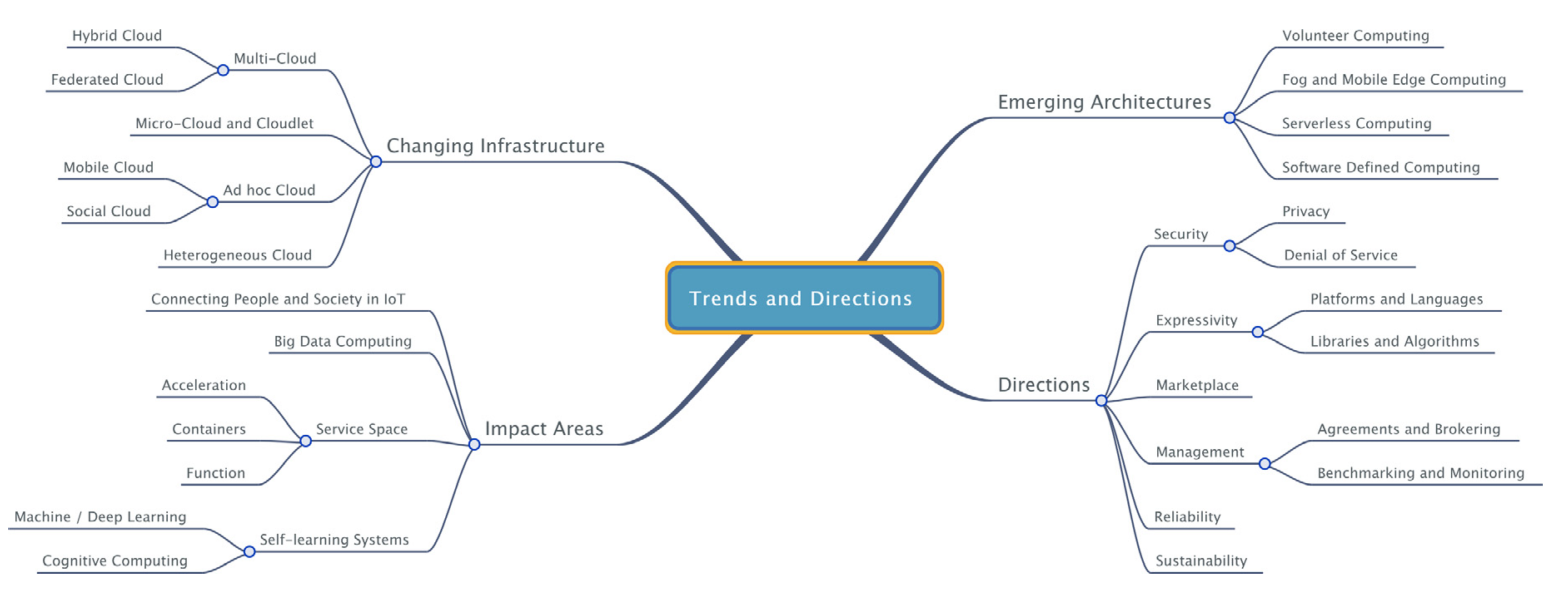 Hybrid Cloud
Federated Cloud
Multi-Cloud
Micro-Cloud and Cloudlet
Mobile Cloud
Social Cloud
Ad hoc Cloud
Heterogeneous Cloud
Changing Infrastructure
Connecting People and Society in IoT
Big Data Computing
Acceleration
Containers
Function
Service Space
Machine / Deep Learning
Cognitive Computing
Self-learning Systems
Impact Areas
Trends and Directions
Emerging Architectures
Volunteer Computing
Fog and Mobile Edge Computing
Serverless Computing
Software Defined Computing
Directions
Security
Privacy
Denial of Service
Expressivity
Platforms and Languages
Libraries and Algorithms
Marketplace
Management
Agreements and Brokering
Benchmarking and Monitoring
Reliability
Sustainability